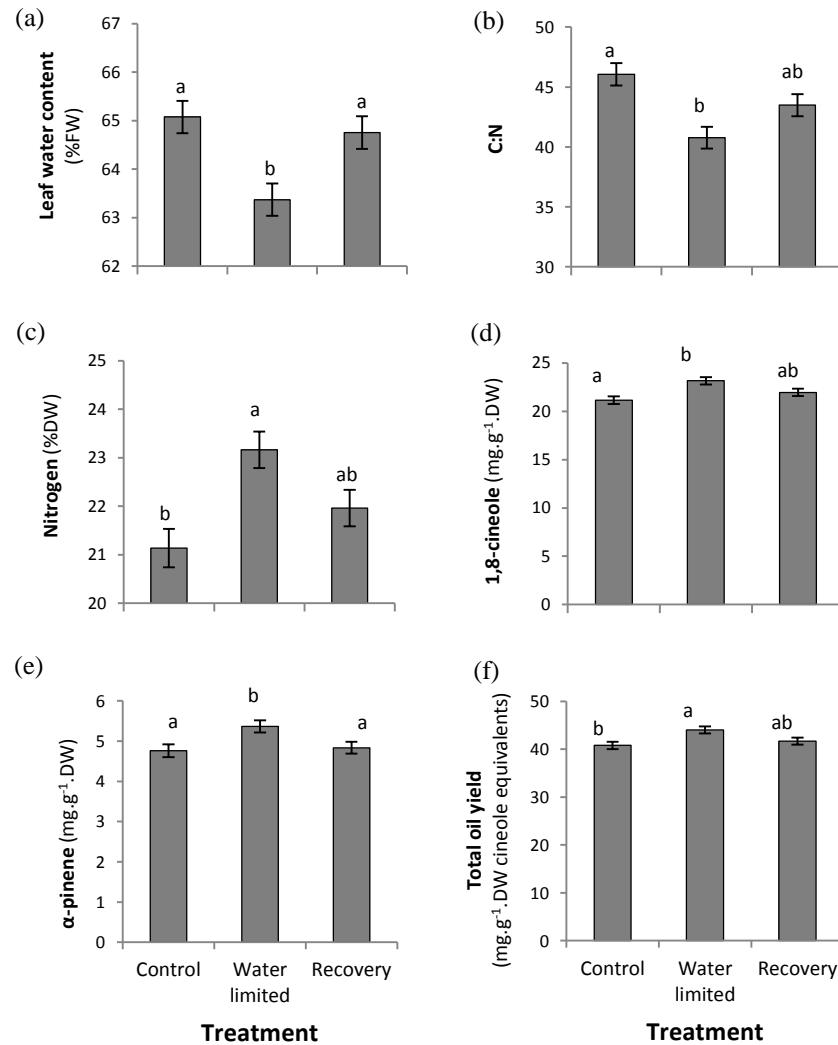 (a)
67
66
65
64
63
62
Leaf water content
(%FW)
a
b
a
(b)
50
45
40
35
30
C:N
a
b
ab
(c)
25
24
23
22
21
20
Nitrogen (%DW)
b
a
ab
(d)
25
20
15
10
5
0
1,8-cineole (mg.g⁻¹.DW)
a
b
ab
(e)
6
5
4
3
2
1
0
α-pinene (mg.g⁻¹.DW)
a
b
a
Control
Water
limited
Recovery
Treatment
(f)
50
40
30
20
10
0
Total oil yield
(mg.g⁻¹.DW cineole equivalents)
b
a
ab
Control
Water
limited
Recovery
Treatment